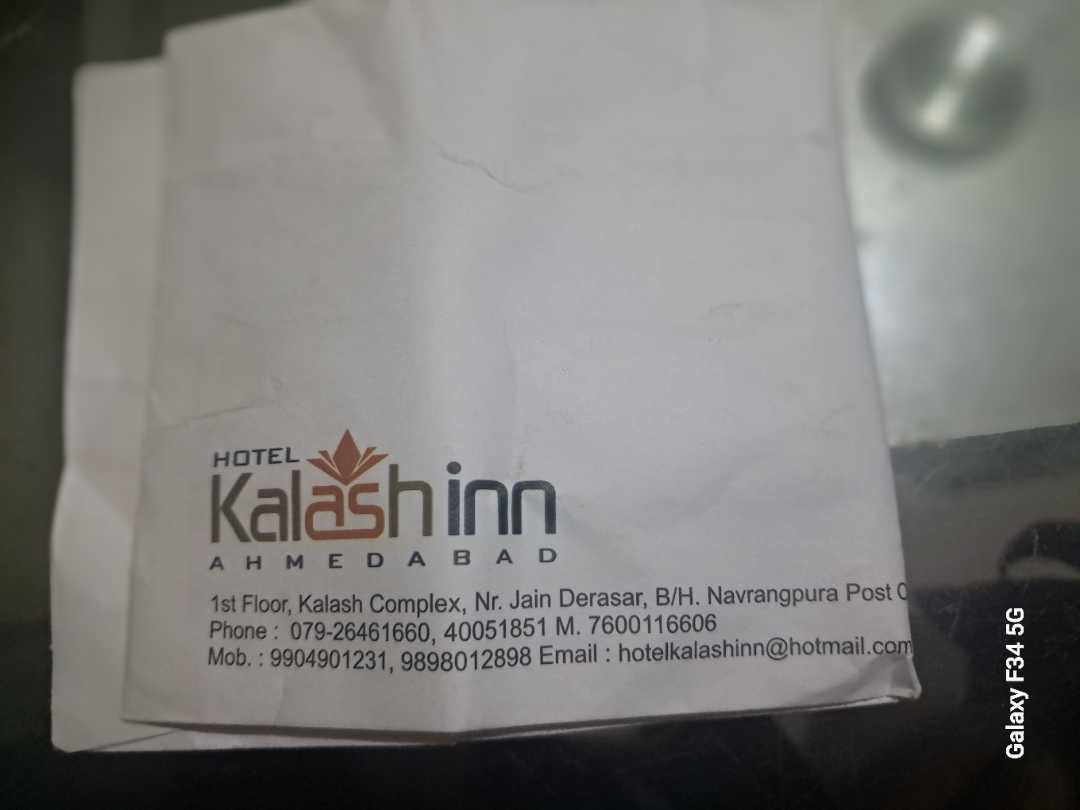 HOTEL
Kalash inn
AHMEDABAD
1st Floor, Kalash Complex, Nr. Jain Derasar, B/H. Navrangpura Post
Phone : 079-26461660, 40051851 M. 7600116606
Mob. : 9904901231, 9898012898 Email : hotelkalashinn@hotmail.com
Galaxy F34 5G